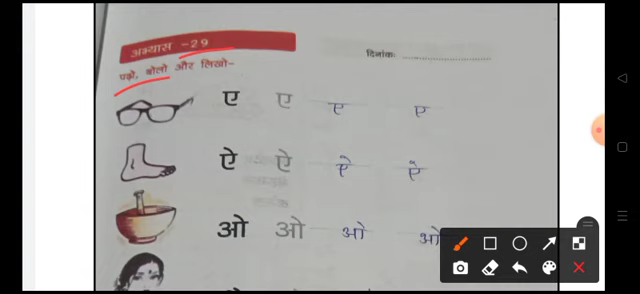 अभ्यास -29
दिनांकः
पढ़ो, बोलो और लिखो-
ए ए ए ए
ऐ ऐ ऐ ऐ
ओ ओ ओ ओ